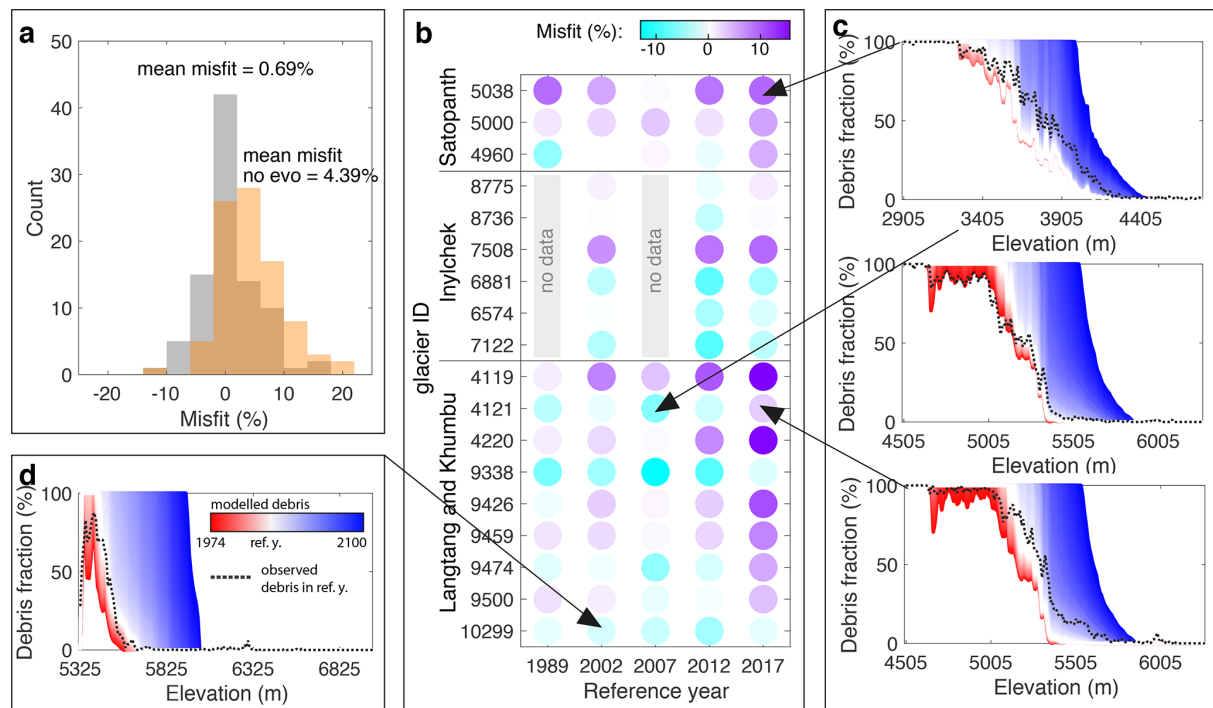 a
50
40
30
20
10
0
Count
mean misfit = 0.69%
mean misfit
no evo = 4.39%
-20 -10 0 10 20
Misfit (%)
b
Misfit (%):
-10 0 10
glacier ID
Satopanth
5038
5000
4960
Inylchek
8775
8736
7508
6881
6574
7122
no data
no data
Langtang and Khumbu
4119
4121
4220
9338
9426
9459
9474
9500
10299
1989 2002 2007 2012 2017
Reference year
c
Debris fraction (%)
100
50
0
2905 3405 3905 4405
Elevation (m)
Debris fraction (%)
100
50
0
4505 5005 5505 6005
Elevation (m)
Debris fraction (%)
100
50
0
4505 5005 5505 6005
Elevation (m)
d
Debris fraction (%)
100
50
0
modelled debris
1974 ref. y. 2100
observed
debris in ref. y.
5325 5825 6325 6825
Elevation (m)